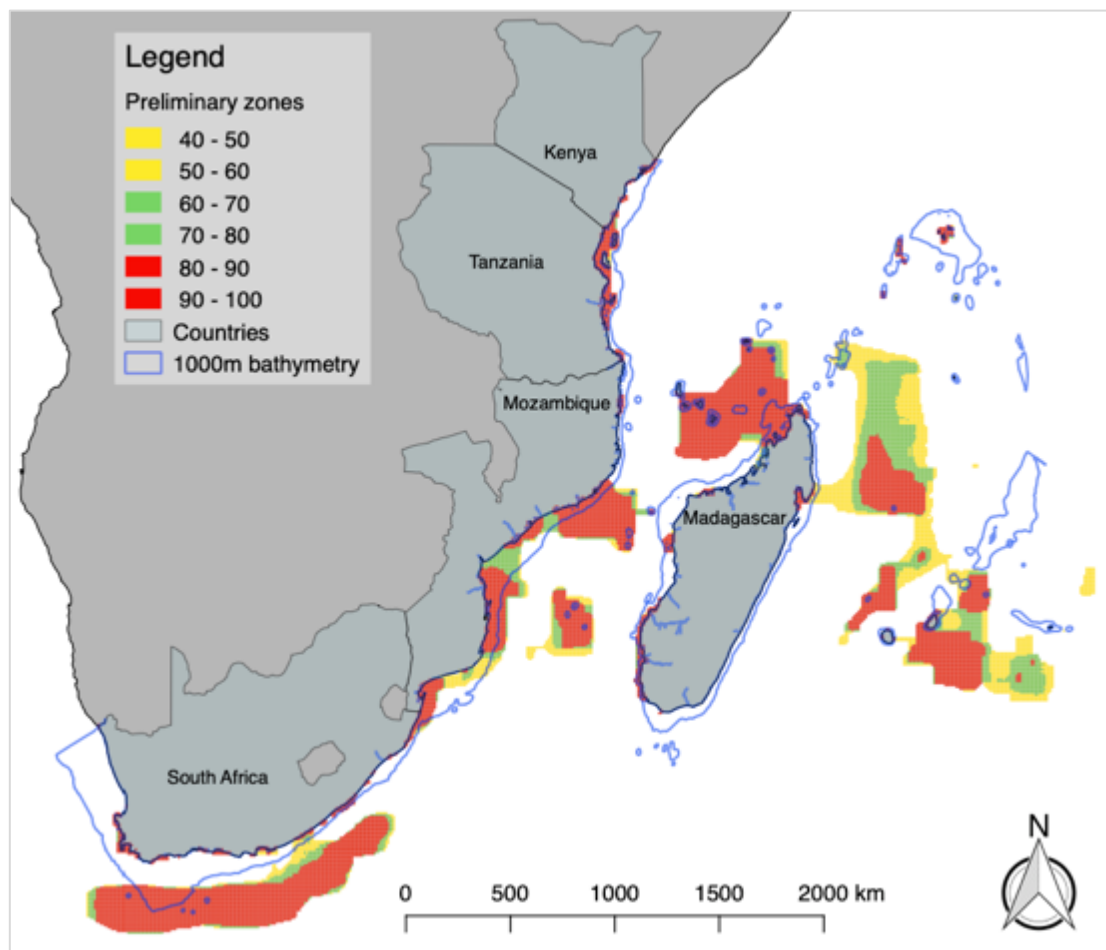 Legend
Preliminary zones
40 - 50
50 - 60
60 - 70
70 - 80
80 - 90
90 - 100
Countries
1000m bathymetry
Kenya
Tanzania
Mozambique
Madagascar
South Africa
N
0 500 1000 1500 2000 km